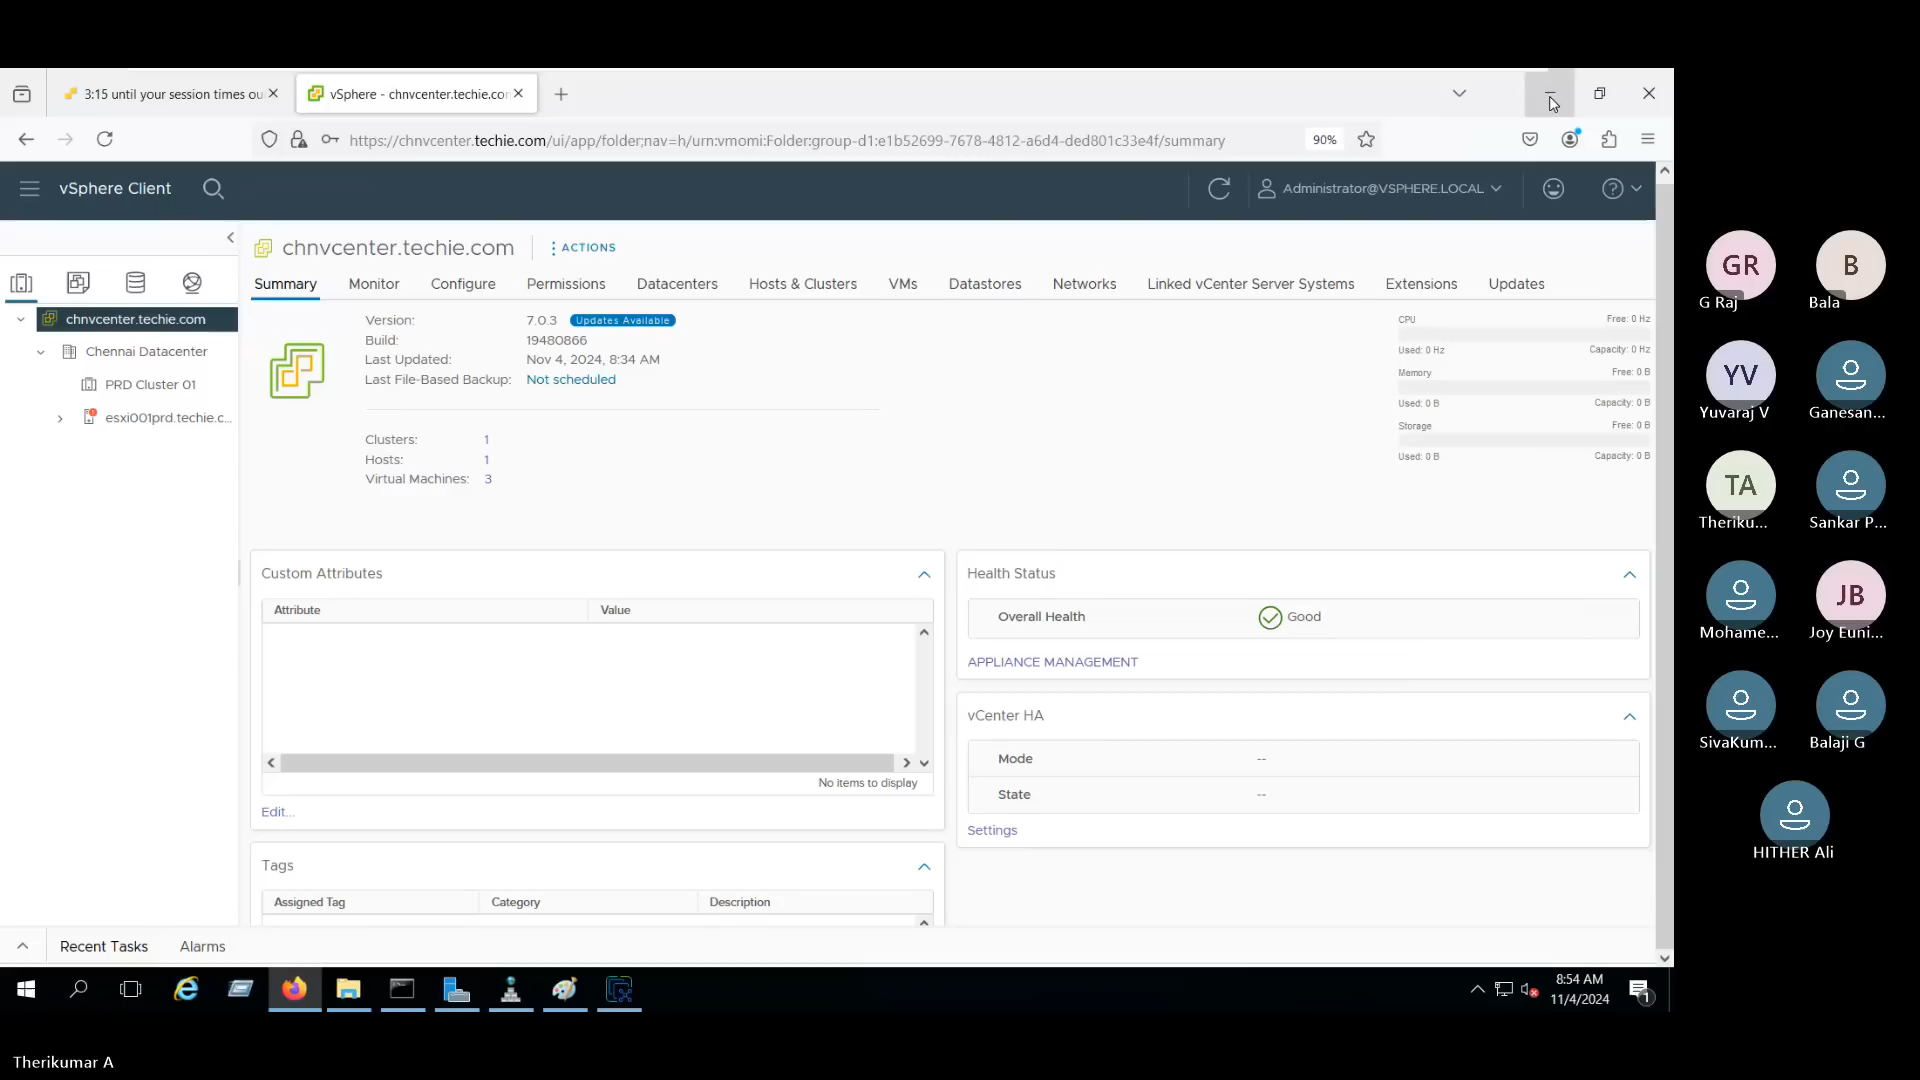 3:15 until your session times ou
vSphere - chnvcenter.techie.cor
https://chnvcenter.techie.com/ui/app/folder;nav=h/urn:vmomi:Folder:group-d1:e1b52699-7678-4812-a6d4-ded801c33e4f/summary
90%
vSphere Client
Administrator@VSPHERE.LOCAL
chnvcenter.techie.com
ACTIONS
Summary Monitor Configure Permissions Datacenters Hosts & Clusters VMs Datastores Networks Linked vCenter Server Systems Extensions Updates
chnvcenter.techie.com
Chennai Datacenter
PRD Cluster 01
esxi001prd.techie.c...
Version: 7.0.3 Updates Available
Build: 19480866
Last Updated: Nov 4, 2024, 8:34 AM
Last File-Based Backup: Not scheduled
Clusters: 1
Hosts: 1
Virtual Machines: 3
CPU Free: 0 Hz
Used: 0 Hz Capacity: 0 Hz
Memory Free: 0 B
Used: 0 B Capacity: 0 B
Storage Free: 0 B
Used: 0 B Capacity: 0 B
Custom Attributes
Attribute Value
No items to display
Edit...
Tags
Assigned Tag Category Description
Health Status
Overall Health Good
APPLIANCE MANAGEMENT
vCenter HA
Mode --
State --
Settings
Recent Tasks Alarms
8:54 AM
11/4/2024
1
GR B
G Raj Bala
YV
Yuvaraj V Ganesan...
TA
Theriku... Sankar P...
JB
Mohame... Joy Euni...
SivaKum... Balaji G
HITHER Ali
Therikumar A